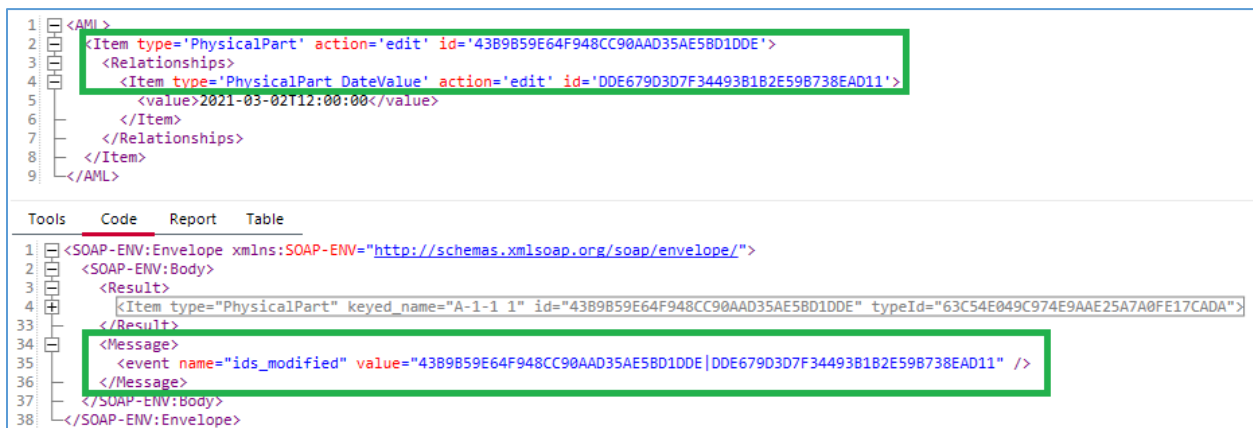 1 <AML>
2 <Item type='PhysicalPart' action='edit' id='43B9B59E64F948CC90AAD35AE5BD1DDE'>
3 <Relationships>
4 <Item type='PhysicalPart DateValue' action='edit' id='DDE679D3D7F34493B1B2E59B738EAD11'>
5 <value>2021-03-02T12:00:00</value>
6 </Item>
7 </Relationships>
8 </Item>
9 </AML>
Tools Code Report Table
1 <SOAP-ENV:Envelope xmlns:SOAP-ENV="http://schemas.xmlsoap.org/soap/envelope/">
2 <SOAP-ENV:Body>
3 <Result>
4 <Item type="PhysicalPart" keyed_name="A-1-1 1" id="43B9B59E64F948CC90AAD35AE5BD1DDE" typeId="63C54E049C974E9AAE25A7A0FE17CADA">
33 </Result>
34 <Message>
35 <event name="ids_modified" value="43B9B59E64F948CC90AAD35AE5BD1DDE|DDE679D3D7F34493B1B2E59B738EAD11" />
36 </Message>
37 </SOAP-ENV:Body>
38 </SOAP-ENV:Envelope>